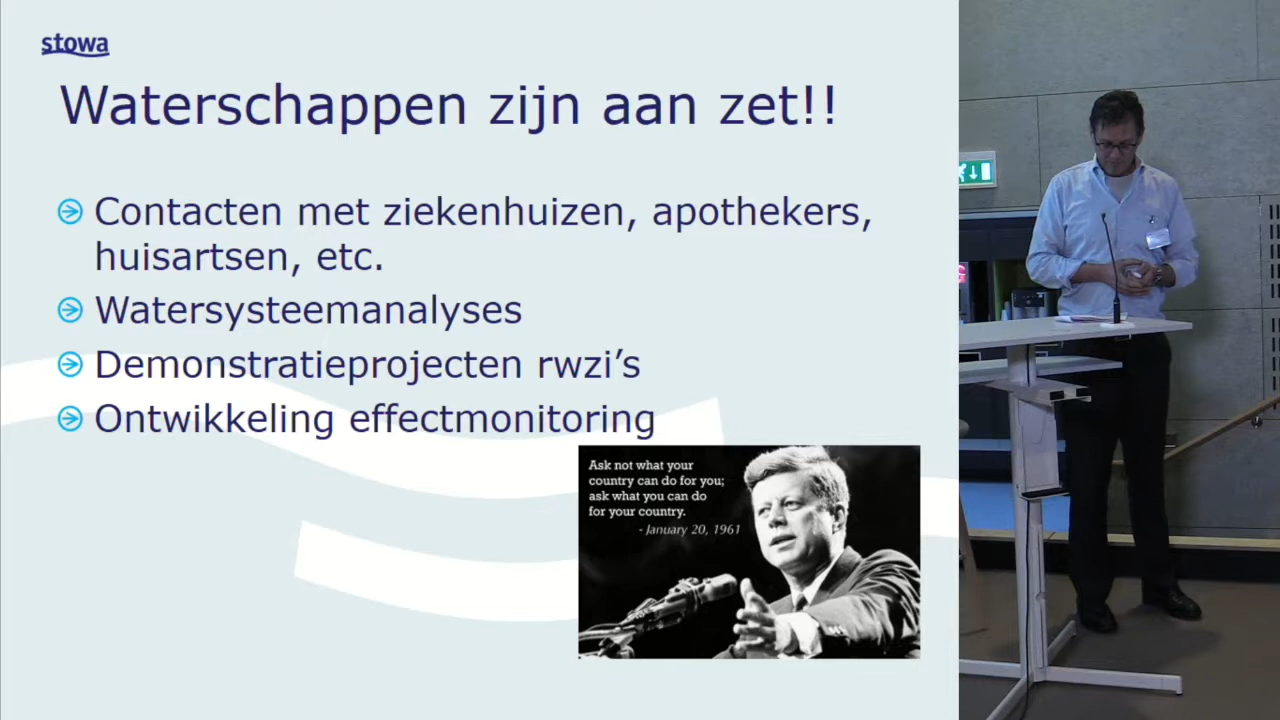 stowa
Waterschappen zijn aan zet!!
Contacten met ziekenhuizen, apothekers,
huisartsen, etc.
Watersysteemanalyses
Demonstratieprojecten rwzi’s
Ontwikkeling effectmonitoring
Ask not what your
country can do for you;
ask what you can do
for your country.
- January 20, 1961